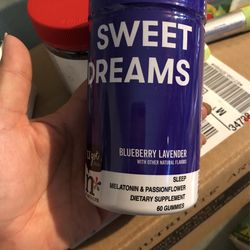 SWEET
DREAMS
BLUEBERRY LAVENDER
WITH OTHER NATURAL FLAVORS
SLEEP
MELATONIN & PASSIONFLOWER
DIETARY SUPPLEMENT
60 GUMMIES